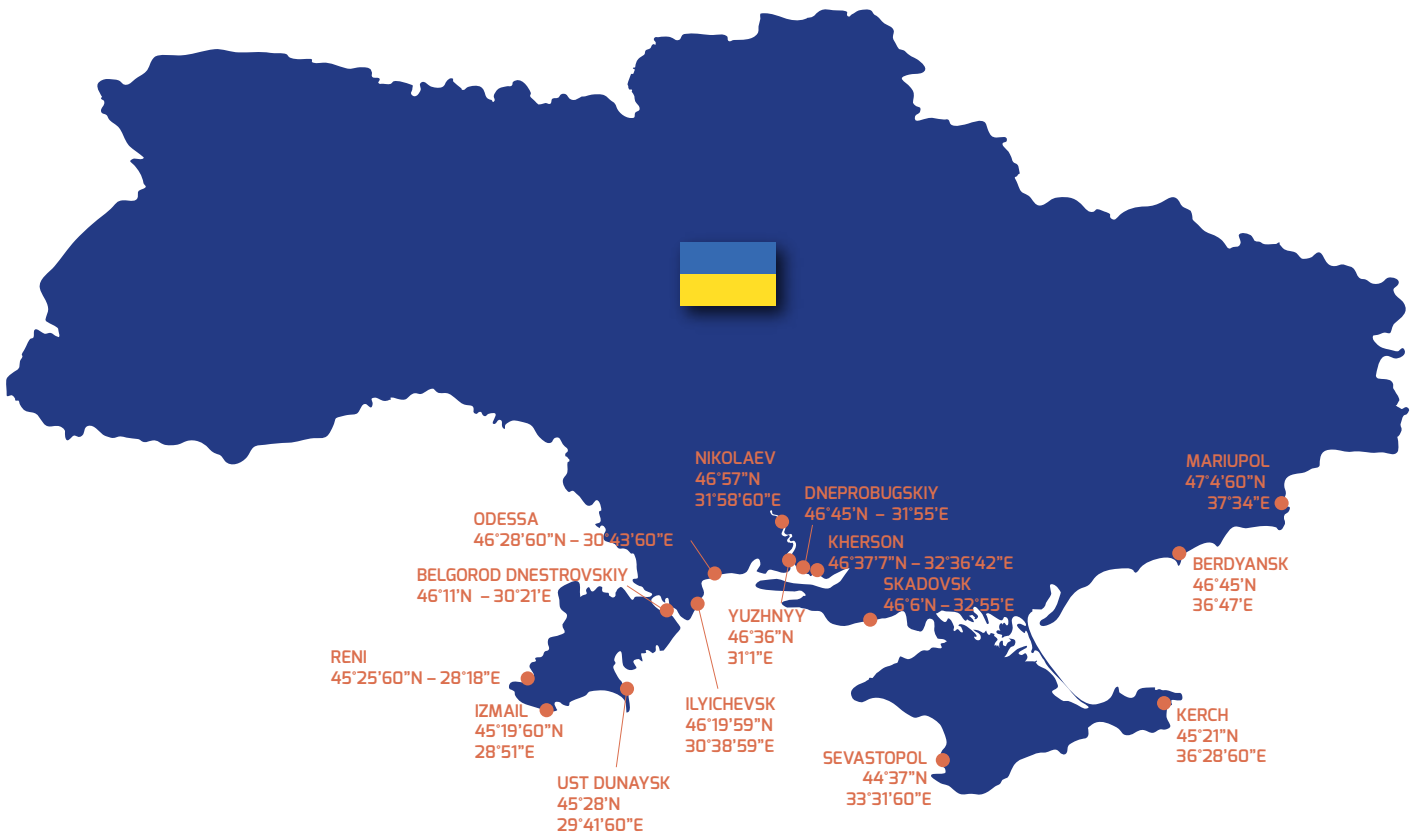 NIKOLAEV
46°57”N
31°58’60”E
DNEPROBUGSKIY
46°45’N – 31°55’E
MARIUPOL
47°4’60”N
37°34”E
ODESSA
46°28’60”N – 30°43’60”E
KHERSON
46°37’7”N – 32°36’42”E
BELGOROD DNESTROVSKIY
46°11’N – 30°21’E
SKADOVSK
46°6’N – 32°55’E
BERDYANSK
46°45’N
36°47’E
YUZHNYY
46°36”N
31°1”E
RENI
45°25’60”N – 28°18”E
IZMAIL
45°19’60”N
28°51”E
ILYICHEVSK
46°19’59”N
30°38’59”E
KERCH
45°21”N
36°28’60”E
SEVASTOPOL
44°37”N
33°31’60”E
UST DUNAYSK
45°28’N
29°41’60”E